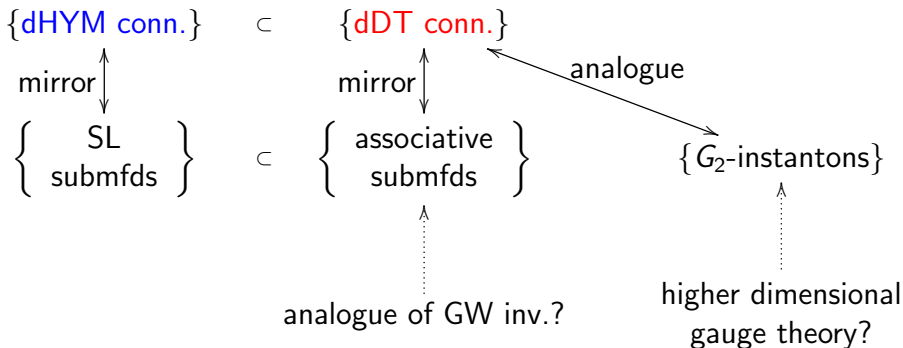 {dHYM conn.} ⊂ {dDT conn.}
mirror mirror analogue
{ SL submfds } ⊂ { associative submfds } {G₂-instantons}
analogue of GW inv.?
higher dimensional
gauge theory?